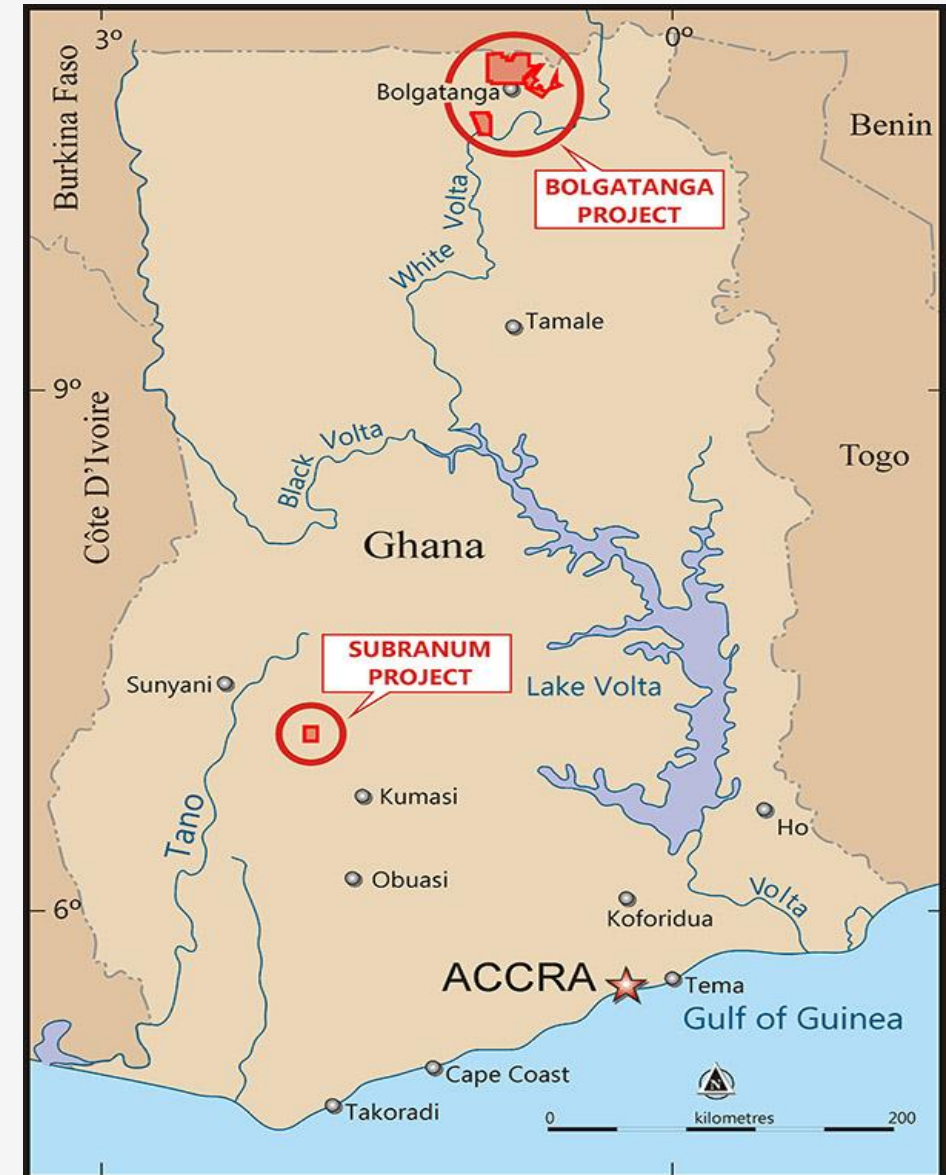 3º
0º
Burkina Faso
Bolgatanga
Benin
BOLGATANGA
PROJECT
White Volta
Tamale
9º
Côte D'Ivoire
Black Volta
Togo
Ghana
SUBRANUM
PROJECT
Sunyani
Lake Volta
Tano
Kumasi
Ho
Obuasi
Volta
6º
Koforidua
ACCRA
Tema
Gulf of Guinea
Cape Coast
N
Takoradi
0 kilometres 200